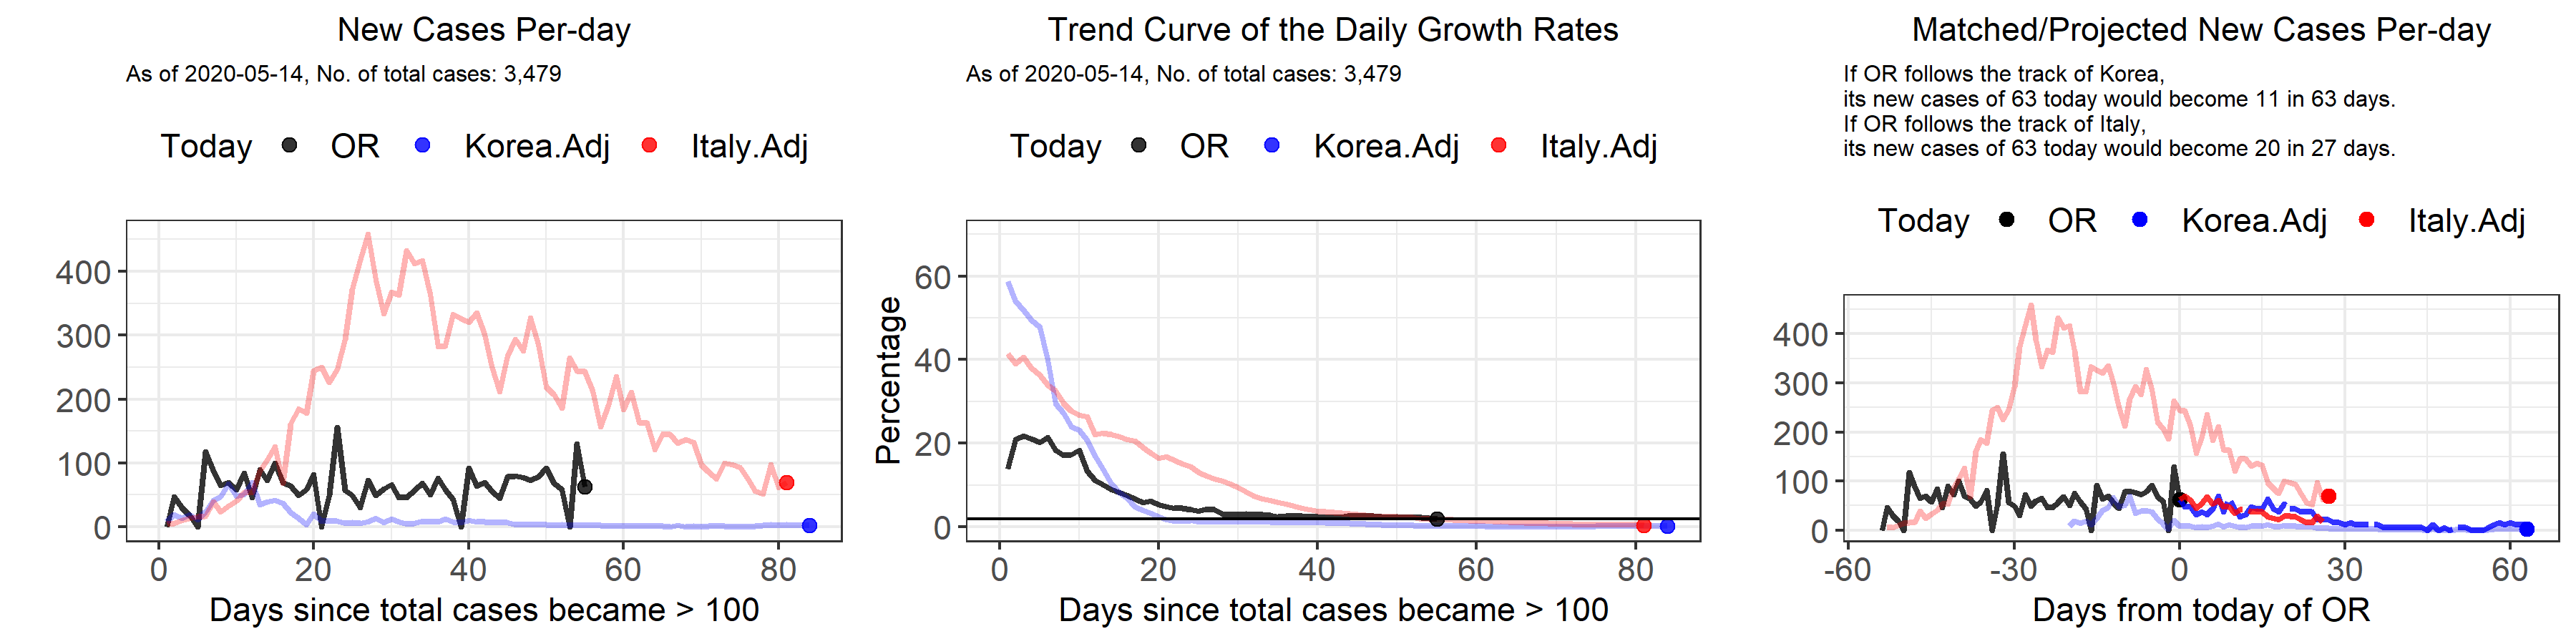 New Cases Per-day
As of 2020-05-14, No. of total cases: 3,479
Today OR Korea.Adj Italy.Adj
400
300
200
100
0
0 20 40 60 80
Days since total cases became > 100
Trend Curve of the Daily Growth Rates
As of 2020-05-14, No. of total cases: 3,479
Today OR Korea.Adj Italy.Adj
Percentage
60
40
20
0
0 20 40 60 80
Days since total cases became > 100
Matched/Projected New Cases Per-day
If OR follows the track of Korea,
its new cases of 63 today would become 11 in 63 days.
If OR follows the track of Italy,
its new cases of 63 today would become 20 in 27 days.
Today OR Korea.Adj Italy.Adj
400
300
200
100
0
-60 -30 0 30 60
Days from today of OR